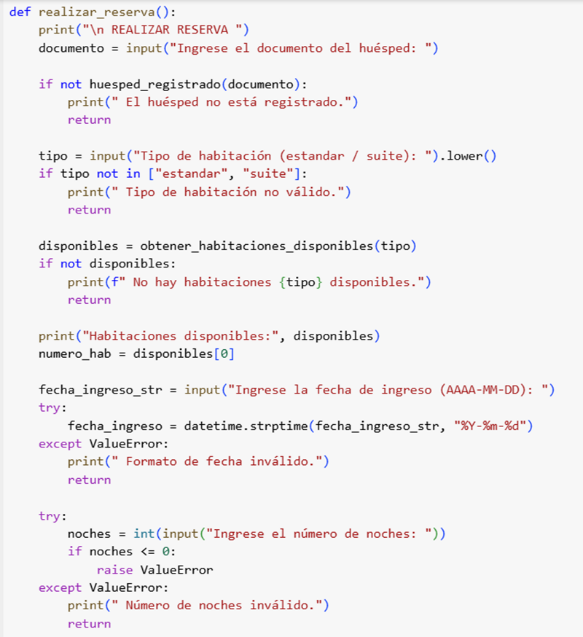 def realizar_reserva():
    print("\n REALIZAR RESERVA ")
    documento = input("Ingrese el documento del huésped: ")

    if not huesped_registrado(documento):
        print(" El huésped no está registrado.")
        return

    tipo = input("Tipo de habitación (estandar / suite): ").lower()
    if tipo not in ["estandar", "suite"]:
        print(" Tipo de habitación no válido.")
        return

    disponibles = obtener_habitaciones_disponibles(tipo)
    if not disponibles:
        print(f" No hay habitaciones {tipo} disponibles.")
        return

    print("Habitaciones disponibles:", disponibles)
    numero_hab = disponibles[0]

    fecha_ingreso_str = input("Ingrese la fecha de ingreso (AAAA-MM-DD): ")
    try:
        fecha_ingreso = datetime.strptime(fecha_ingreso_str, "%Y-%m-%d")
    except ValueError:
        print(" Formato de fecha inválido.")
        return

    try:
        noches = int(input("Ingrese el número de noches: "))
        if noches <= 0:
            raise ValueError
    except ValueError:
        print(" Número de noches inválido.")
        return